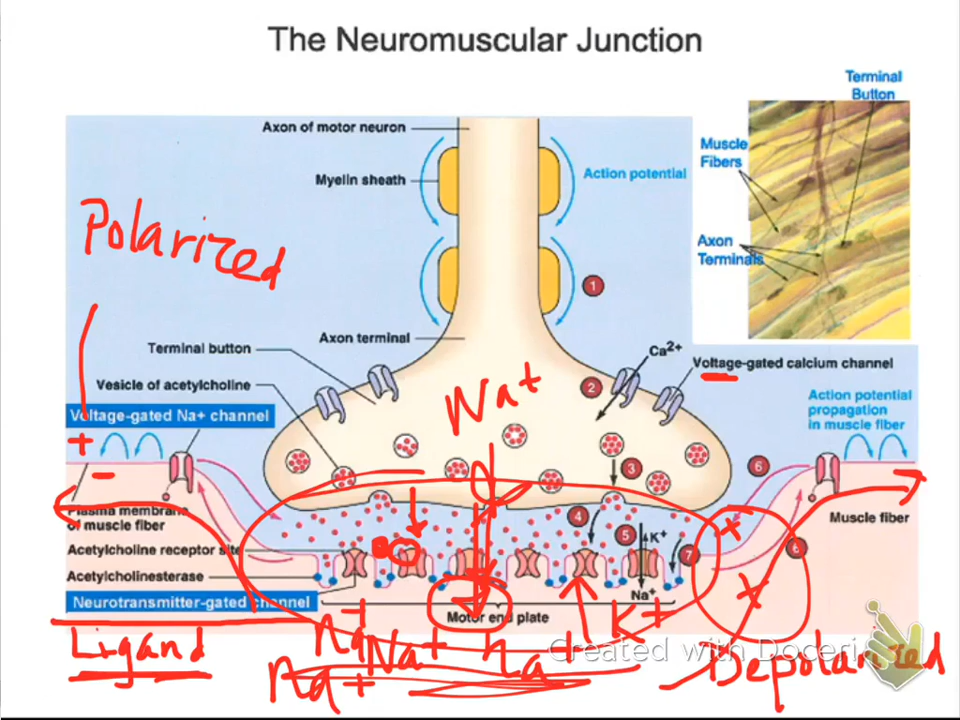 The Neuromuscular Junction
Terminal
Button
Axon of motor neuron
Muscle
Fibers
Myelin sheath
Action potential
Polarized
Axon
Terminals
1
Axon terminal
Terminal button
Ca2+
Voltage-gated calcium channel
Vesicle of acetylcholine
2
Na+
Action potential
propagation
in muscle fiber
Voltage-gated Na+ channel
+
-
3
6
Plasma membrane
of muscle fiber
4
Muscle fiber
5
K+
+
Acetylcholine receptor site
7
6
Acetylcholinesterase
Na+
+
Neurotransmitter-gated channel
Motor end plate
Na+
Na+
Na+
K+
Ligand
Created with Doceri
Depolarized
Na+